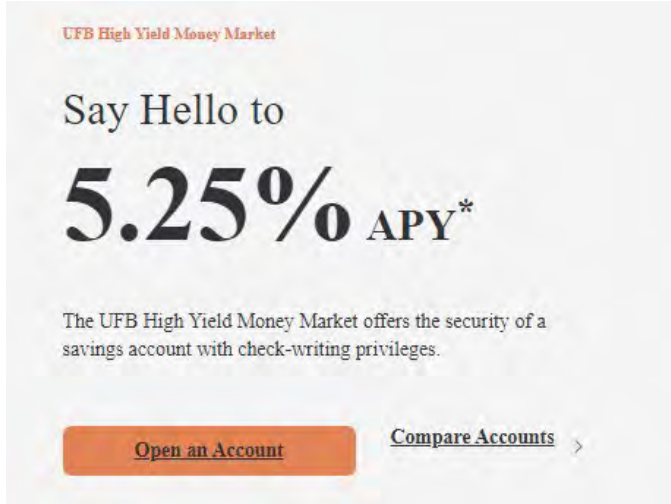 UFB High Yield Money Market
Say Hello to
5.25% APY*
The UFB High Yield Money Market offers the security of a
savings account with check-writing privileges.
Open an Account
Compare Accounts >